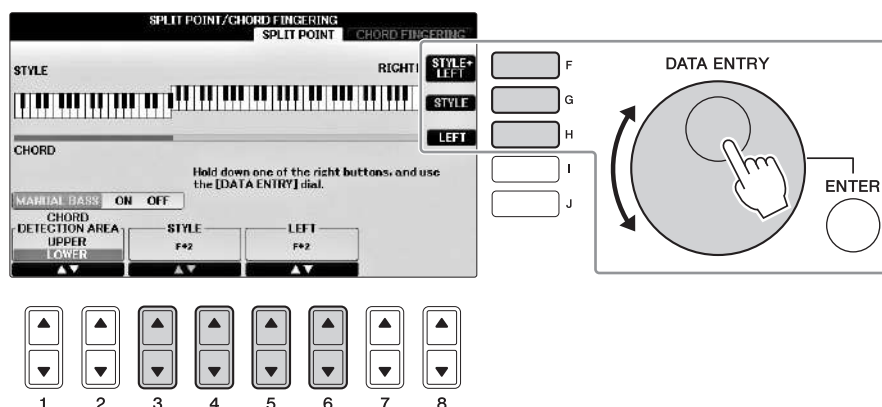 SPLIT POINT/CHORD FINGERING
SPLIT POINT CHORD FINGERING
STYLE
RIGHT1
STYLE+
LEFT
STYLE
LEFT
CHORD
Hold down one of the right buttons, and use
the [DATA ENTRY] dial.
MANUAL BASS ON OFF
CHORD
DETECTION AREA
UPPER
LOWER
STYLE
F#2
LEFT
F#2
F
G
H
I
J
DATA ENTRY
ENTER
1 2 3 4 5 6 7 8